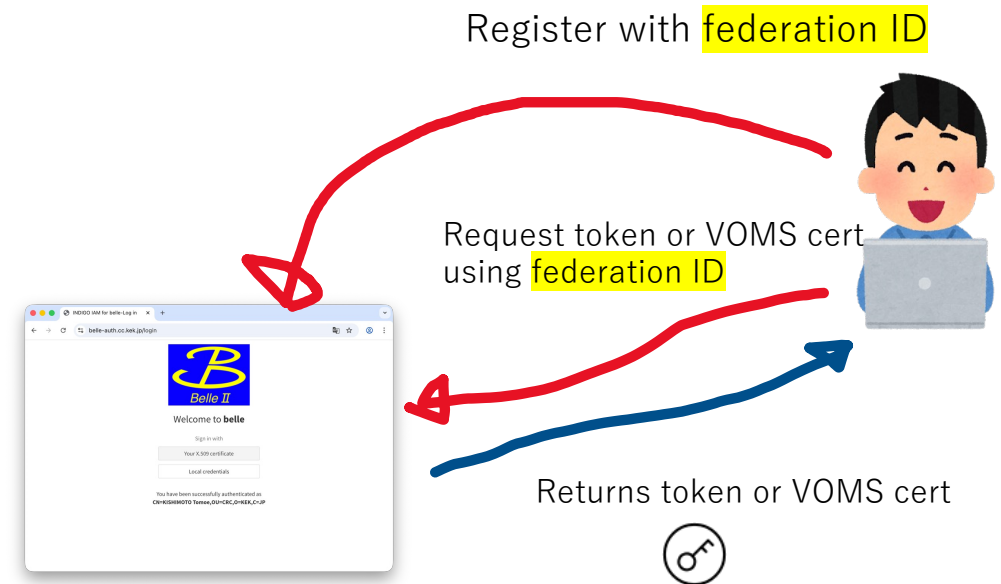 Register with federation ID
Request token or VOMS cert
using federation ID
INDIGO IAM for belle-Log in
belle-auth.cc.kek.jp/login
Belle II
Welcome to belle
Sign in with
Your X.509 certificate
Local credentials
You have been successfully authenticated as
CN=KISHIMOTO Tomoe,OU=CRC,O=KEK,C=JP
Returns token or VOMS cert